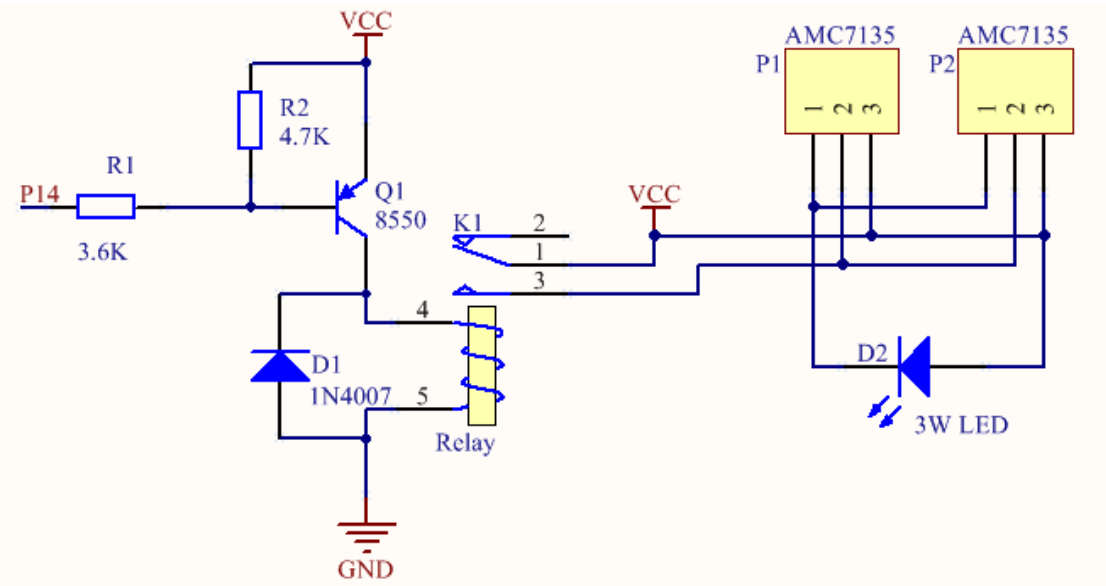 VCC
AMC7135
AMC7135
P1
P2
1
2
3
1
2
3
R2
4.7K
R1
P14
3.6K
Q1
8550
VCC
K1
2
1
3
4
D1
1N4007
5
Relay
D2
3W LED
GND